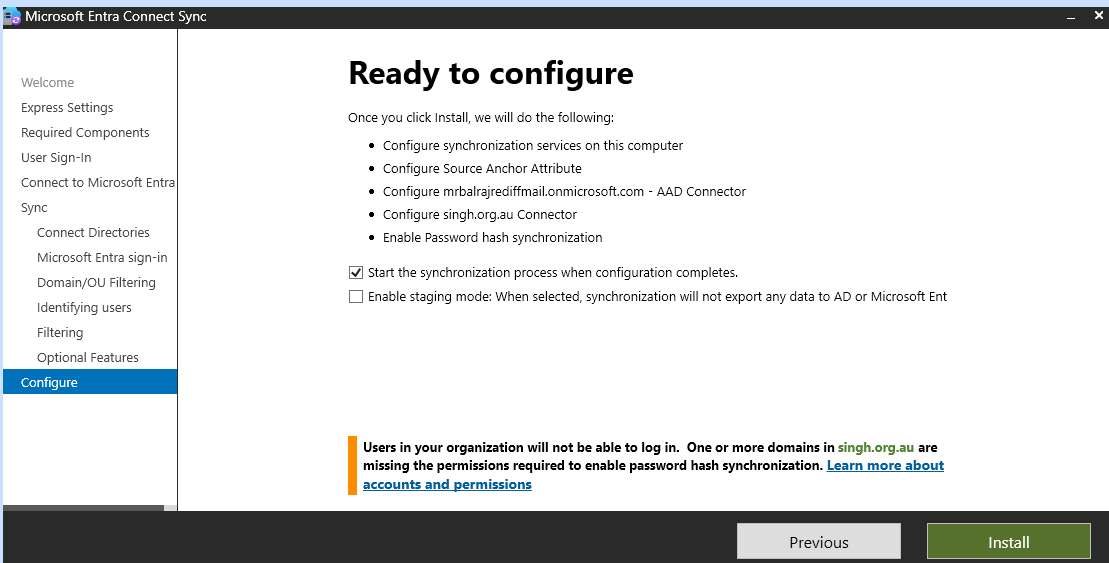 Microsoft Entra Connect Sync
Welcome
Express Settings
Required Components
User Sign-In
Connect to Microsoft Entra
Sync
Connect Directories
Microsoft Entra sign-in
Domain/OU Filtering
Identifying users
Filtering
Optional Features
Configure
Ready to configure
Once you click Install, we will do the following:
• Configure synchronization services on this computer
• Configure Source Anchor Attribute
• Configure mrbalrajrediffmail.onmicrosoft.com - AAD Connector
• Configure singh.org.au Connector
• Enable Password hash synchronization
Start the synchronization process when configuration completes.
Enable staging mode: When selected, synchronization will not export any data to AD or Microsoft Ent
Users in your organization will not be able to log in.  One or more domains in singh.org.au are
missing the permissions required to enable password hash synchronization. Learn more about
accounts and permissions
Previous
Install